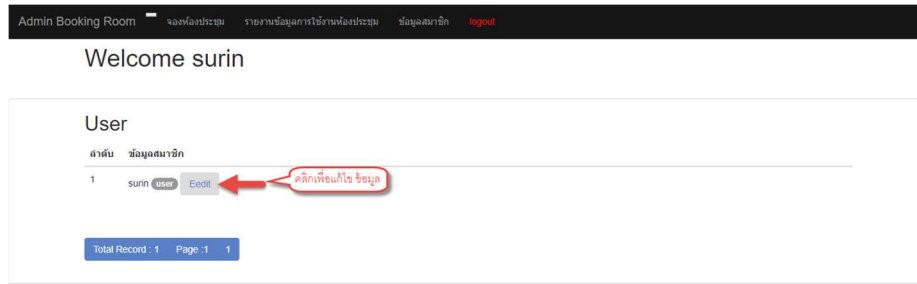 Admin Booking Room จองห้องประชุม รายงานข้อมูลการใช้งานห้องประชุม ข้อมูลสมาชิก logout
Welcome surin
User
ลำดับ ข้อมูลสมาชิก
1 surin user Eedit คลิกเพื่อแก้ไข ข้อมูล
Total Record : 1 Page :1 1